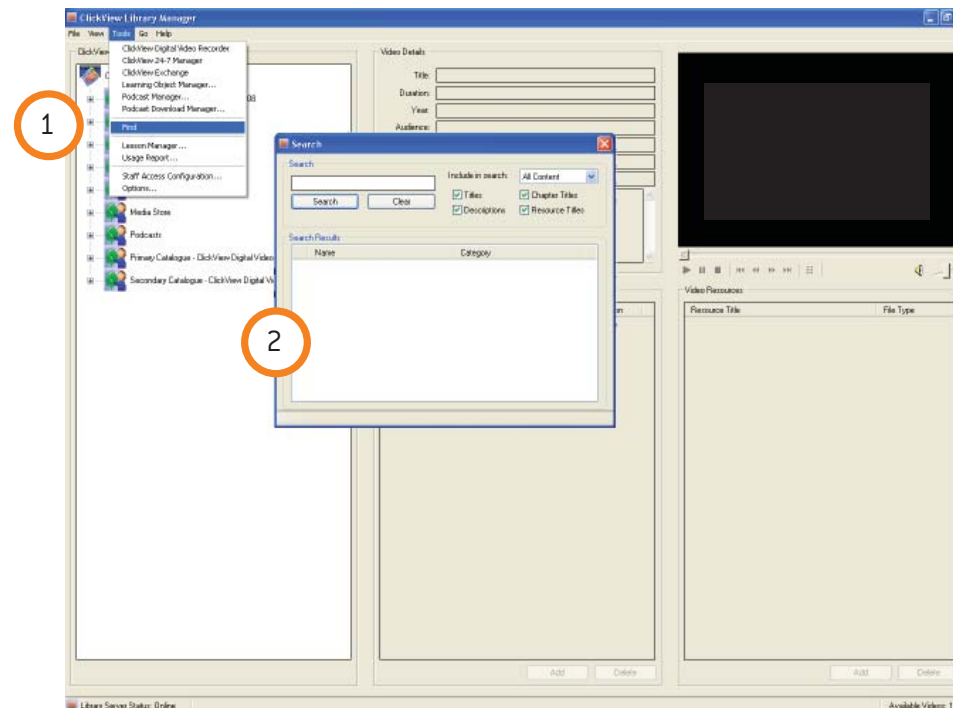 ClickView Library Manager
File View Tools Go Help
ClickView Digital Video Recorder
ClickView 24-7 Manager
ClickView Exchange
Learning Object Manager...
Podcast Manager...
Podcast Download Manager...
Find
Lesson Manager...
Usage Report...
Staff Access Configuration...
Options...
1
08
Media Store
Podcasts
Primary Catalogue - ClickView Digital Video
Secondary Catalogue - ClickView Digital
Video Details
Title:
Duration:
Year:
Audience:
Search
Search
Include in search:
All Content
Search
Clear
Titles
Chapter Titles
Descriptions
Resource Titles
Search Results
Name
Category
2
Video Resources
Resource Title
File Type
Add
Delete
Add
Delete
Library Server Status: Online
Available Videos: 1